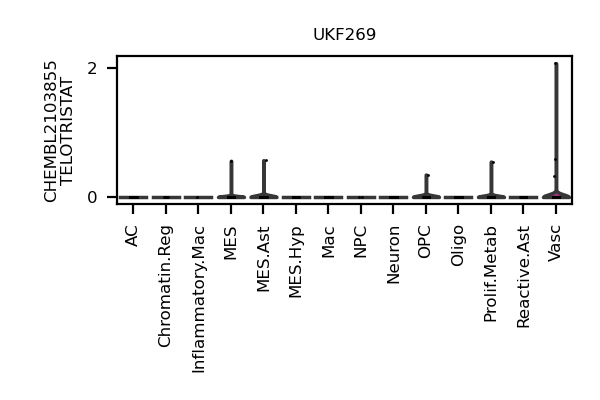 UKF269
CHEMBL2103855
TELOTRISTAT
2
0
AC
Chromatin.Reg
Inflammatory.Mac
MES
MES.Ast
MES.Hyp
Mac
NPC
Neuron
OPC
Oligo
Prolif.Metab
Reactive.Ast
Vasc